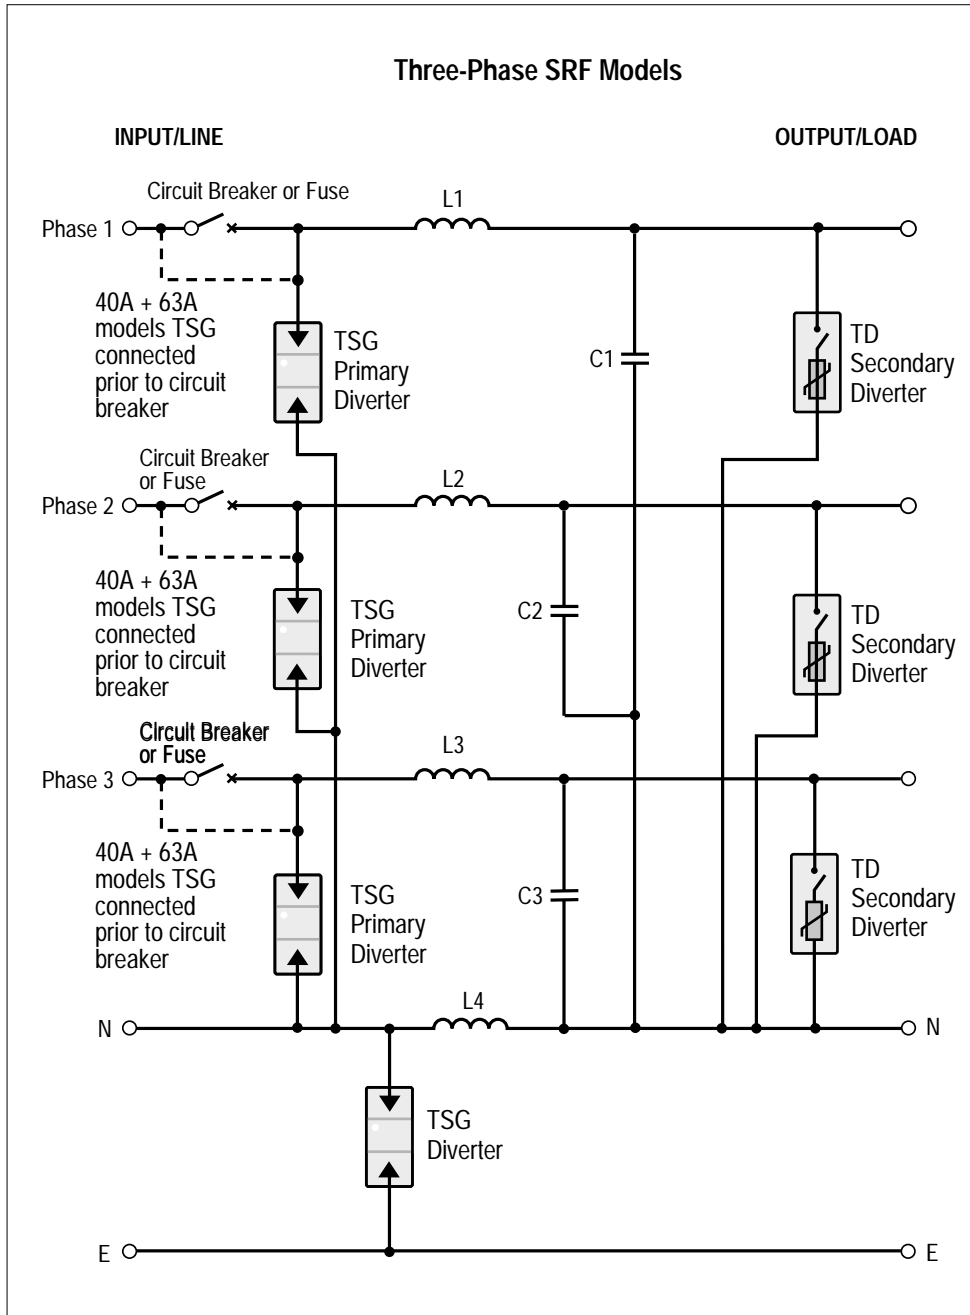 Three-Phase SRF Models
INPUT/LINE
OUTPUT/LOAD
Circuit Breaker or Fuse
L1
Phase 1
40A + 63A
models TSG
connected
prior to circuit
breaker
TSG
Primary
Diverter
C1
TD
Secondary
Diverter
Circuit Breaker
or Fuse
L2
Phase 2
40A + 63A
models TSG
connected
prior to circuit
breaker
TSG
Primary
Diverter
C2
TD
Secondary
Diverter
Circuit Breaker
or Fuse
L3
Phase 3
40A + 63A
models TSG
connected
prior to circuit
breaker
TSG
Primary
Diverter
C3
TD
Secondary
Diverter
L4
N
N
TSG
Diverter
E
E